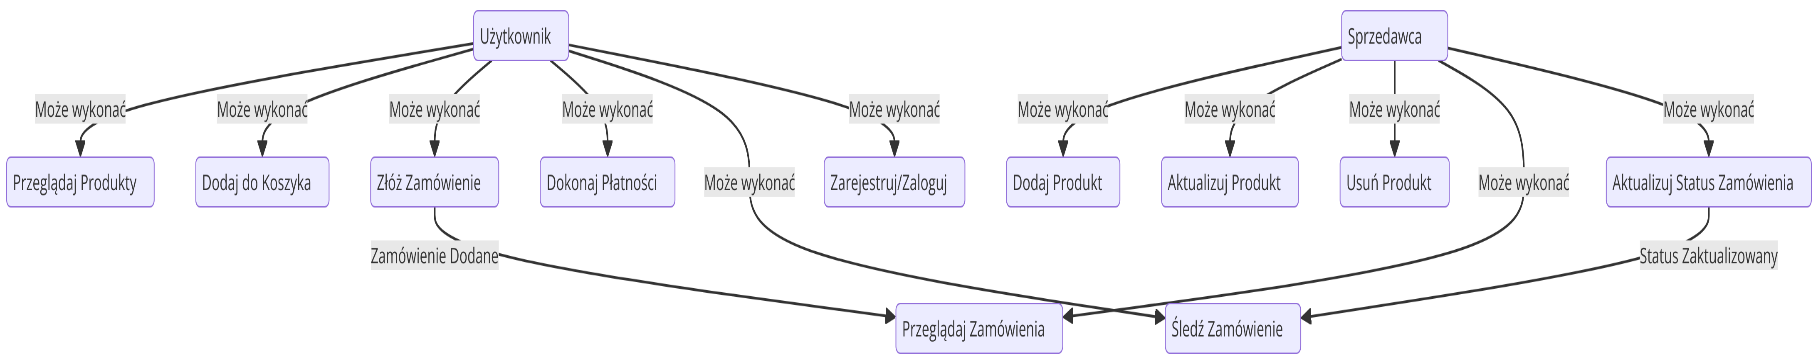 Użytkownik
Sprzedawca
Może wykonać
Może wykonać
Może wykonać
Może wykonać
Może wykonać
Może wykonać
Może wykonać
Może wykonać
Może wykonać
Przeglądaj Produkty
Dodaj do Koszyka
Złóż Zamówienie
Dokonaj Płatności
Może wykonać
Zarejestruj/Zaloguj
Dodaj Produkt
Aktualizuj Produkt
Usuń Produkt
Może wykonać
Aktualizuj Status Zamówienia
Zamówienie Dodane
Status Zaktualizowany
Przeglądaj Zamówienia
Śledź Zamówienie